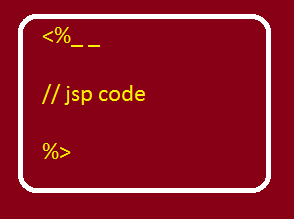 <%_ _
// jsp code
%>